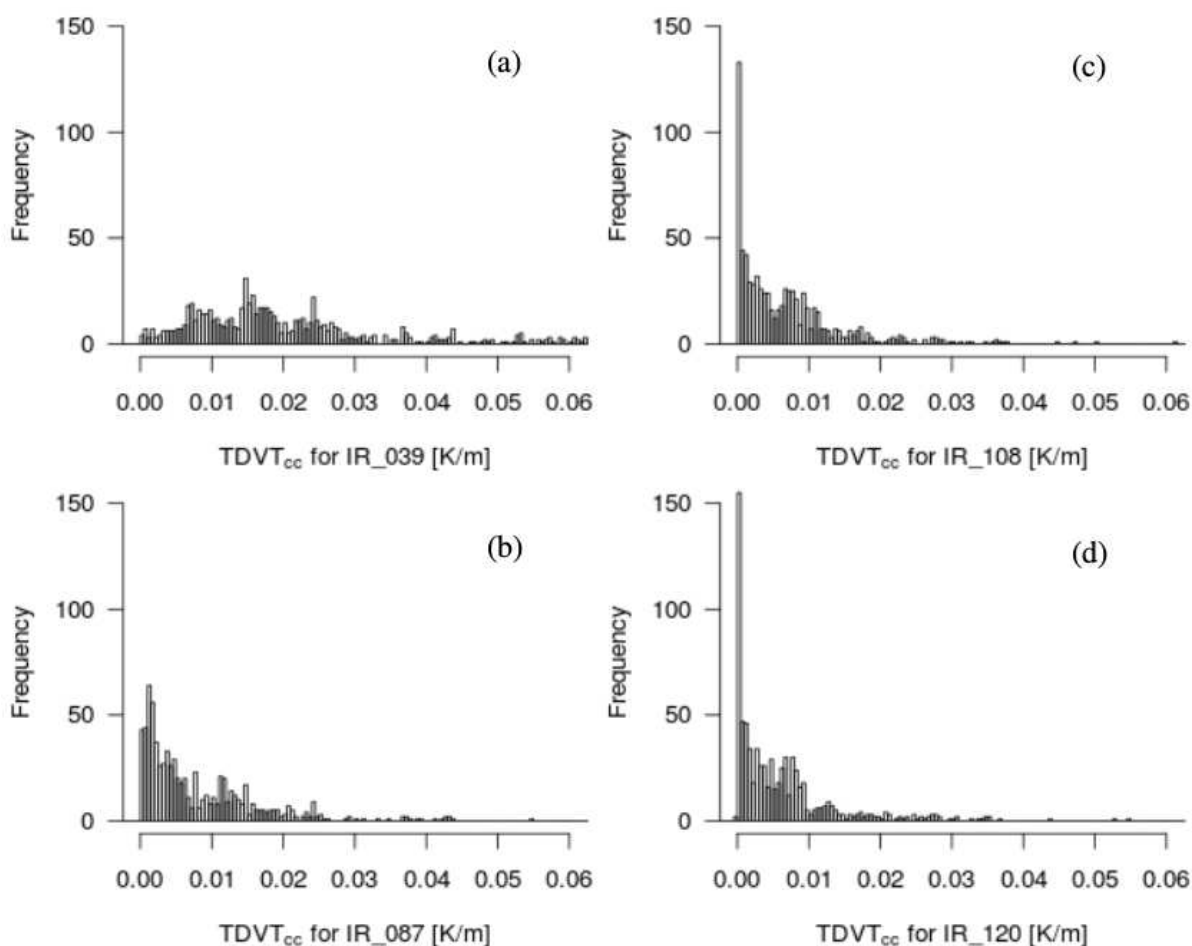 150
100
50
0
Frequency
(a)
0.00 0.01 0.02 0.03 0.04 0.05 0.06
TDVTcc for IR_039 [K/m]
150
100
50
0
Frequency
(c)
0.00 0.01 0.02 0.03 0.04 0.05 0.06
TDVTcc for IR_108 [K/m]
150
100
50
0
Frequency
(b)
0.00 0.01 0.02 0.03 0.04 0.05 0.06
TDVTcc for IR_087 [K/m]
150
100
50
0
Frequency
(d)
0.00 0.01 0.02 0.03 0.04 0.05 0.06
TDVTcc for IR_120 [K/m]